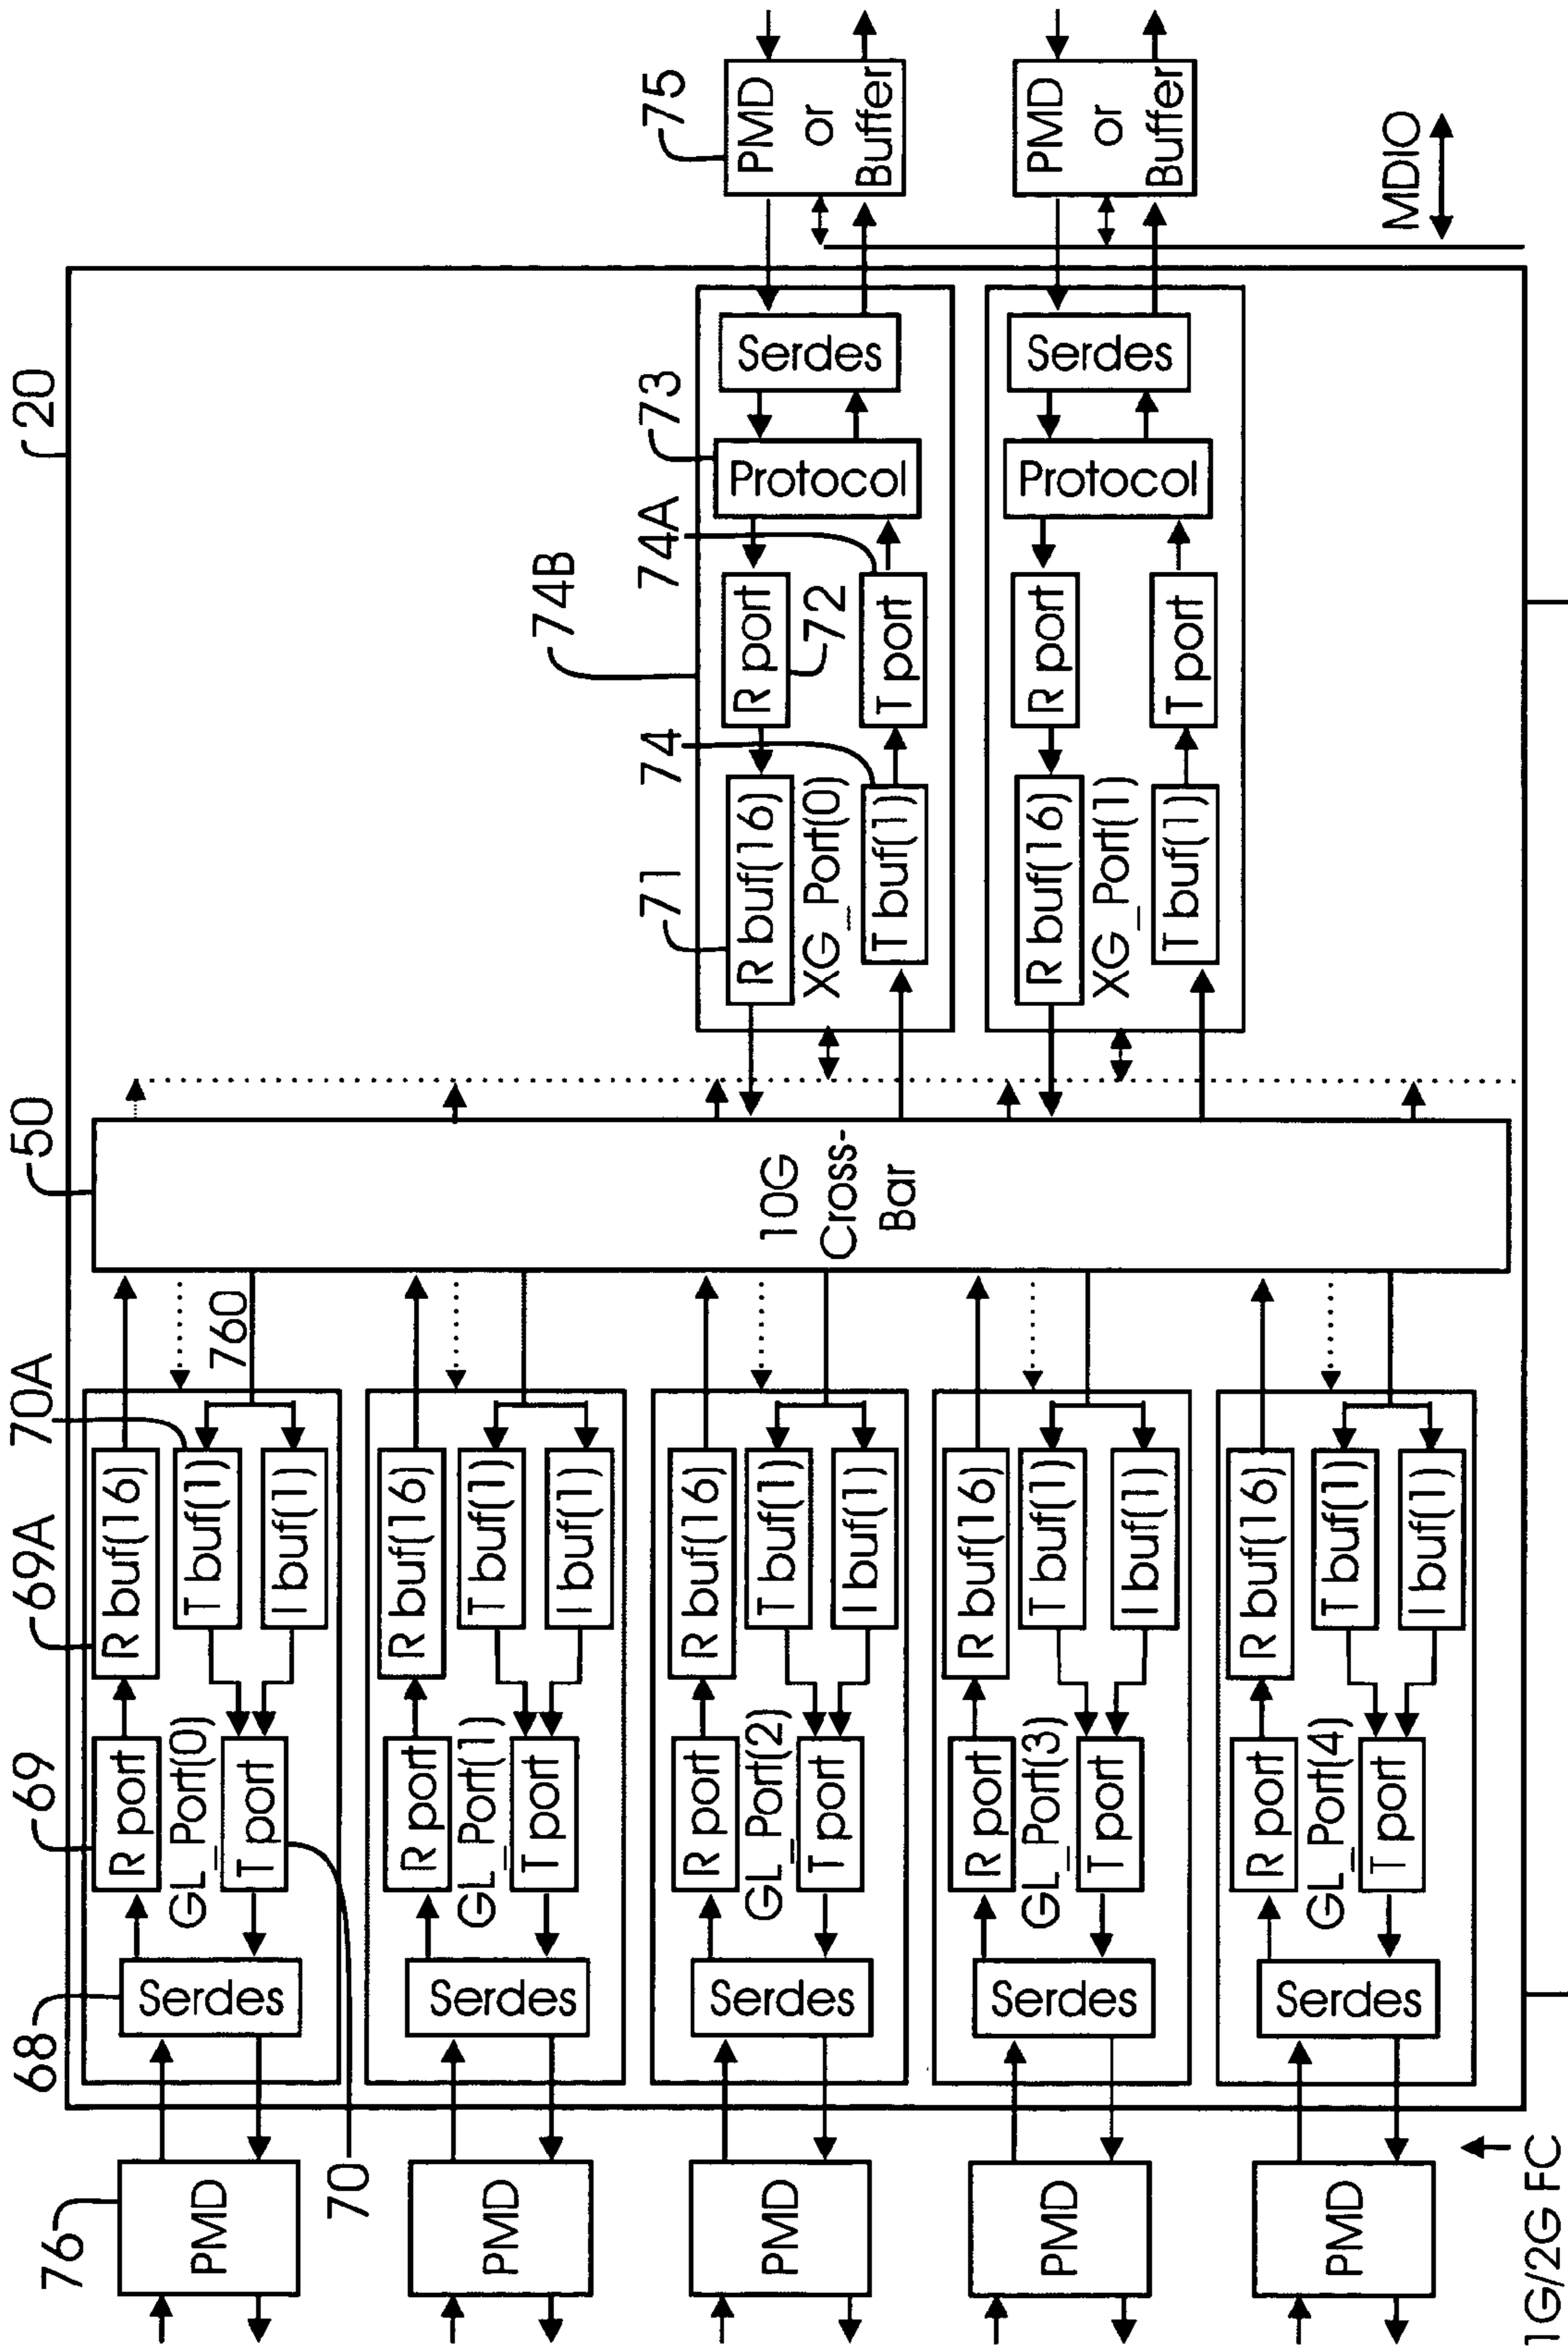 76
68
69
69A
70A
50
20
PMD
Serdes
R port
R buf(16)
GL_Port(0)
T port
T buf(1)
I buf(1)
760
70
PMD
Serdes
R port
R buf(16)
GL_Port(1)
T port
T buf(1)
I buf(1)
PMD
Serdes
R port
R buf(16)
GL_Port(2)
T port
T buf(1)
I buf(1)
PMD
Serdes
R port
R buf(16)
GL_Port(3)
T port
T buf(1)
I buf(1)
PMD
Serdes
R port
R buf(16)
GL_Port(4)
T port
T buf(1)
I buf(1)
1G/2G FC
10G
Cross-
Bar
74B
71
74
74A
73
75
R buf(16)
R port
72
XG_Port(0)
T buf(1)
T port
Protocol
Serdes
PMD
or
Buffer
R buf(16)
R port
XG_Port(1)
T buf(1)
T port
Protocol
Serdes
PMD
or
Buffer
MDIO